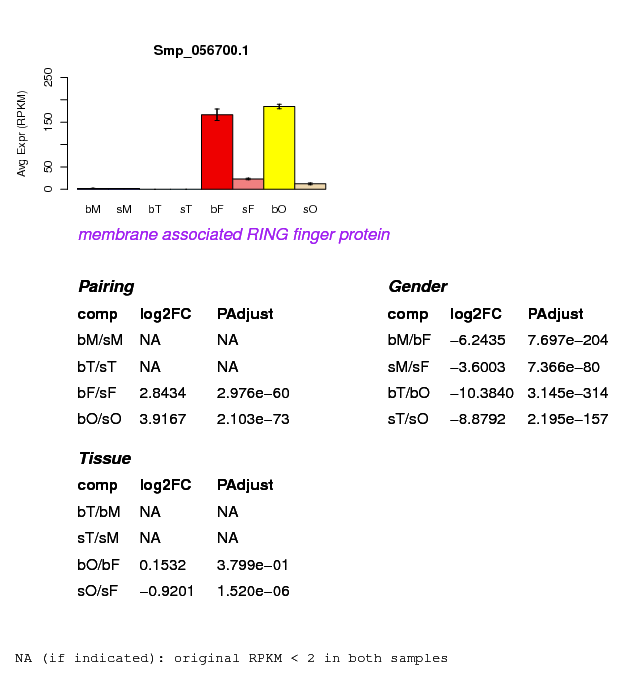 Smp_056700.1
Avg Expr (RPKM)
0 50 150 250
bM sM bT sT bF sF bO sO
membrane associated RING finger protein
Pairing
comp log2FC PAdjust
bM/sM NA NA
bT/sT NA NA
bF/sF 2.8434 2.976e−60
bO/sO 3.9167 2.103e−73
Gender
comp log2FC PAdjust
bM/bF −6.2435 7.697e−204
sM/sF −3.6003 7.366e−80
bT/bO −10.3840 3.145e−314
sT/sO −8.8792 2.195e−157
Tissue
comp log2FC PAdjust
bT/bM NA NA
sT/sM NA NA
bO/bF 0.1532 3.799e−01
sO/sF −0.9201 1.520e−06
NA (if indicated): original RPKM < 2 in both samples